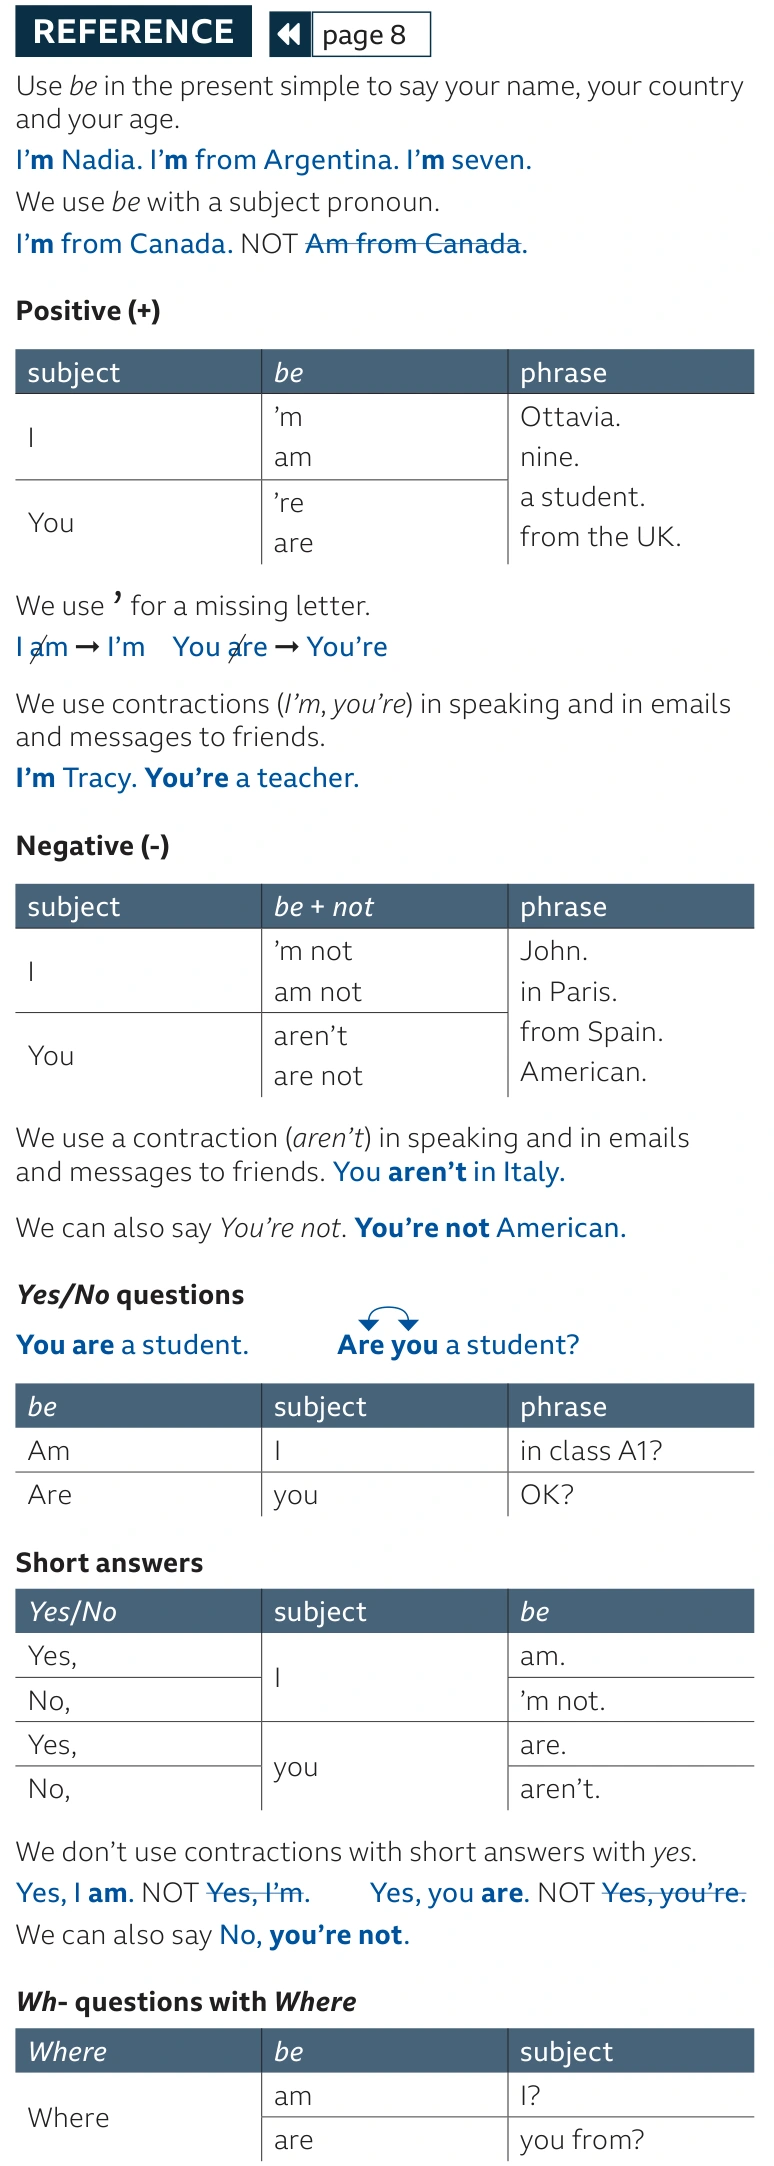 REFERENCE page 8
Use be in the present simple to say your name, your country
and your age.
I'm Nadia. I'm from Argentina. I'm seven.
We use be with a subject pronoun.
I'm from Canada. NOT Am from Canada.
Positive (+)
subject be phrase
I 'm Ottavia.
am nine.
You 're a student.
are from the UK.
We use ' for a missing letter.
I am → I'm You are → You're
We use contractions (I'm, you're) in speaking and in emails
and messages to friends.
I'm Tracy. You're a teacher.
Negative (-)
subject be + not phrase
I 'm not John.
am not in Paris.
You aren't from Spain.
are not American.
We use a contraction (aren't) in speaking and in emails
and messages to friends. You aren't in Italy.
We can also say You're not. You're not American.
Yes/No questions
You are a student. Are you a student?
be subject phrase
Am I in class A1?
Are you OK?
Short answers
Yes/No subject be
Yes, I am.
No, 'm not.
Yes, you are.
No, aren't.
We don't use contractions with short answers with yes.
Yes, I am. NOT Yes, I'm. Yes, you are. NOT Yes, you're.
We can also say No, you're not.
Wh- questions with Where
Where be subject
Where am I?
are you from?